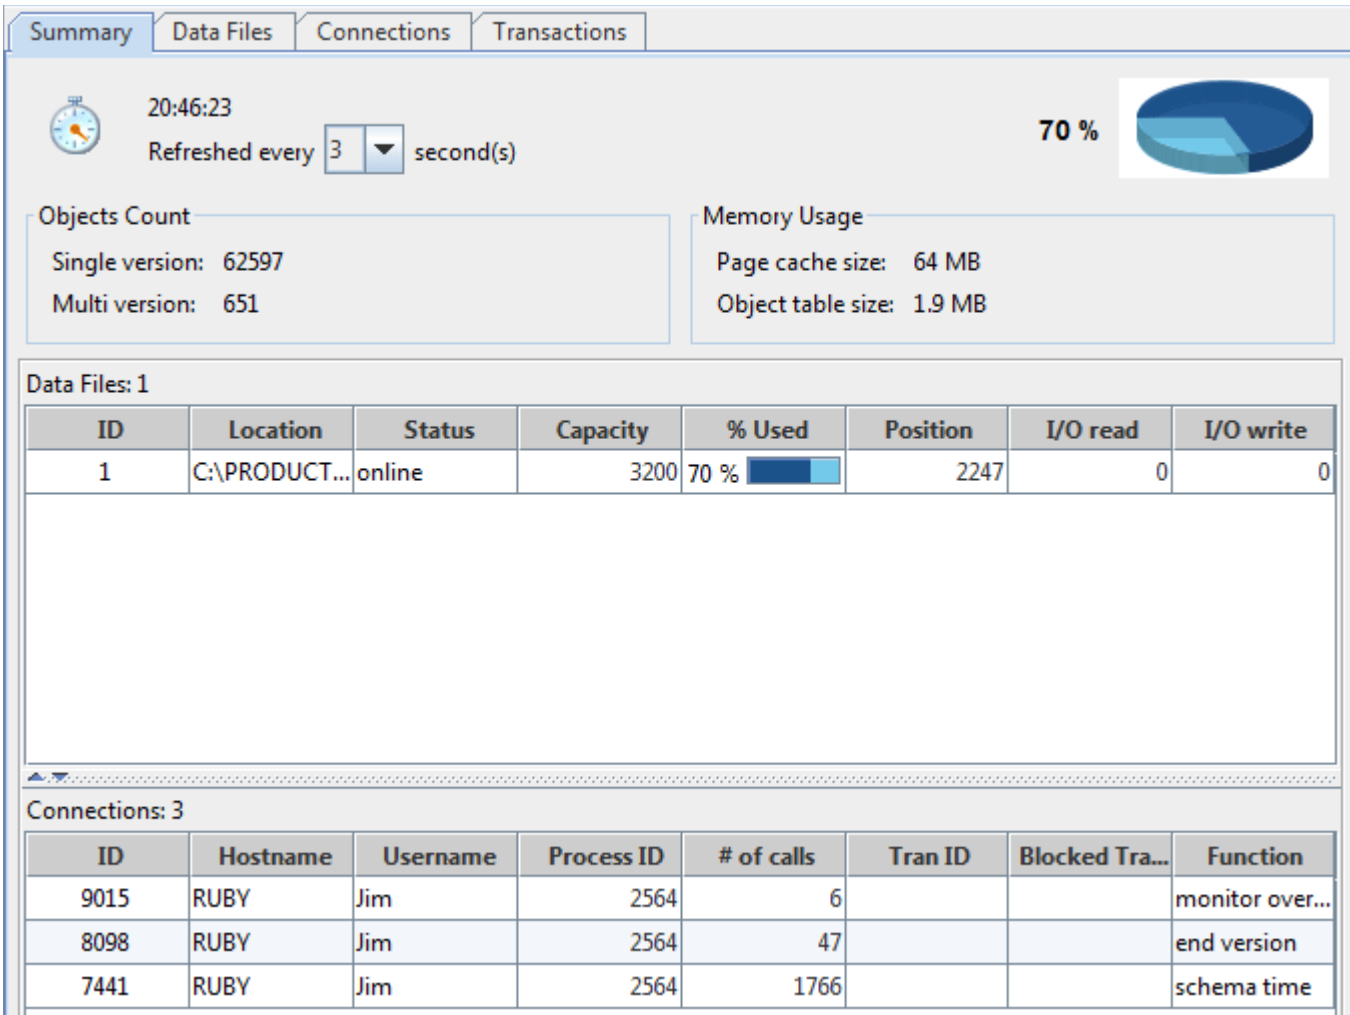 Summary Data Files Connections Transactions
20:46:23
Refreshed every 3 second(s)
70 %
Objects Count
Single version: 62597
Multi version: 651
Memory Usage
Page cache size: 64 MB
Object table size: 1.9 MB
Data Files: 1
ID Location Status Capacity % Used Position I/O read I/O write
1 C:\PRODUCT... online 3200 70 % 2247 0 0
Connections: 3
ID Hostname Username Process ID # of calls Tran ID Blocked Tra... Function
9015 RUBY Jim 2564 6 monitor over...
8098 RUBY Jim 2564 47 end version
7441 RUBY Jim 2564 1766 schema time